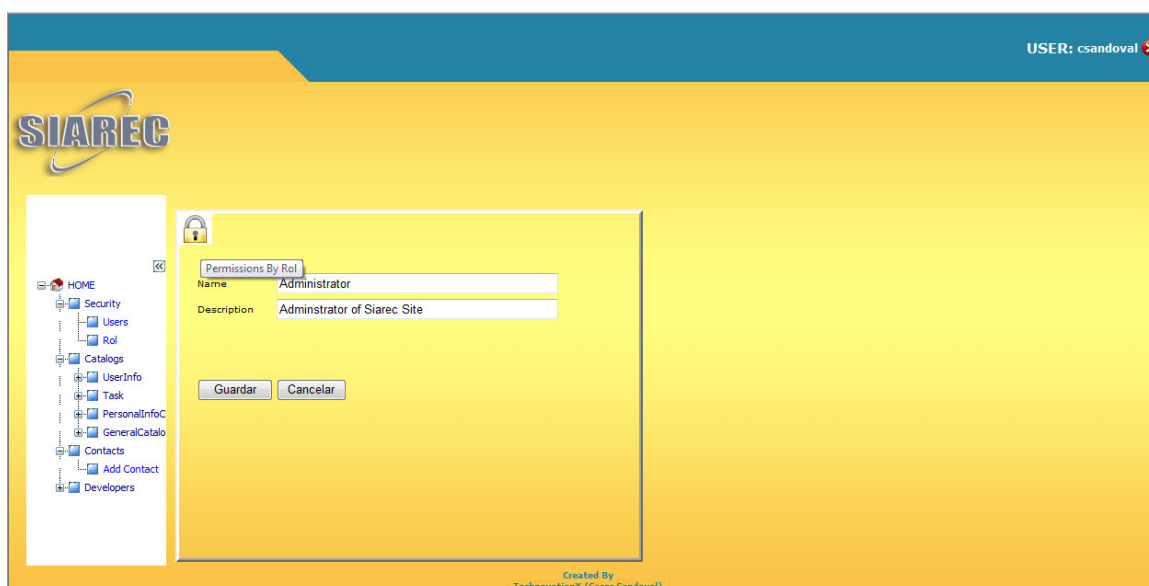 USER: csandoval
SIAREC
Permissions By Rol
Name Administrator
Description Adminstrator of Siarec Site
Guardar Cancelar
HOME
Security
Users
Rol
Catalogs
UserInfo
Task
PersonalInfoC
GeneralCatalo
Contacts
Add Contact
Developers
Created By